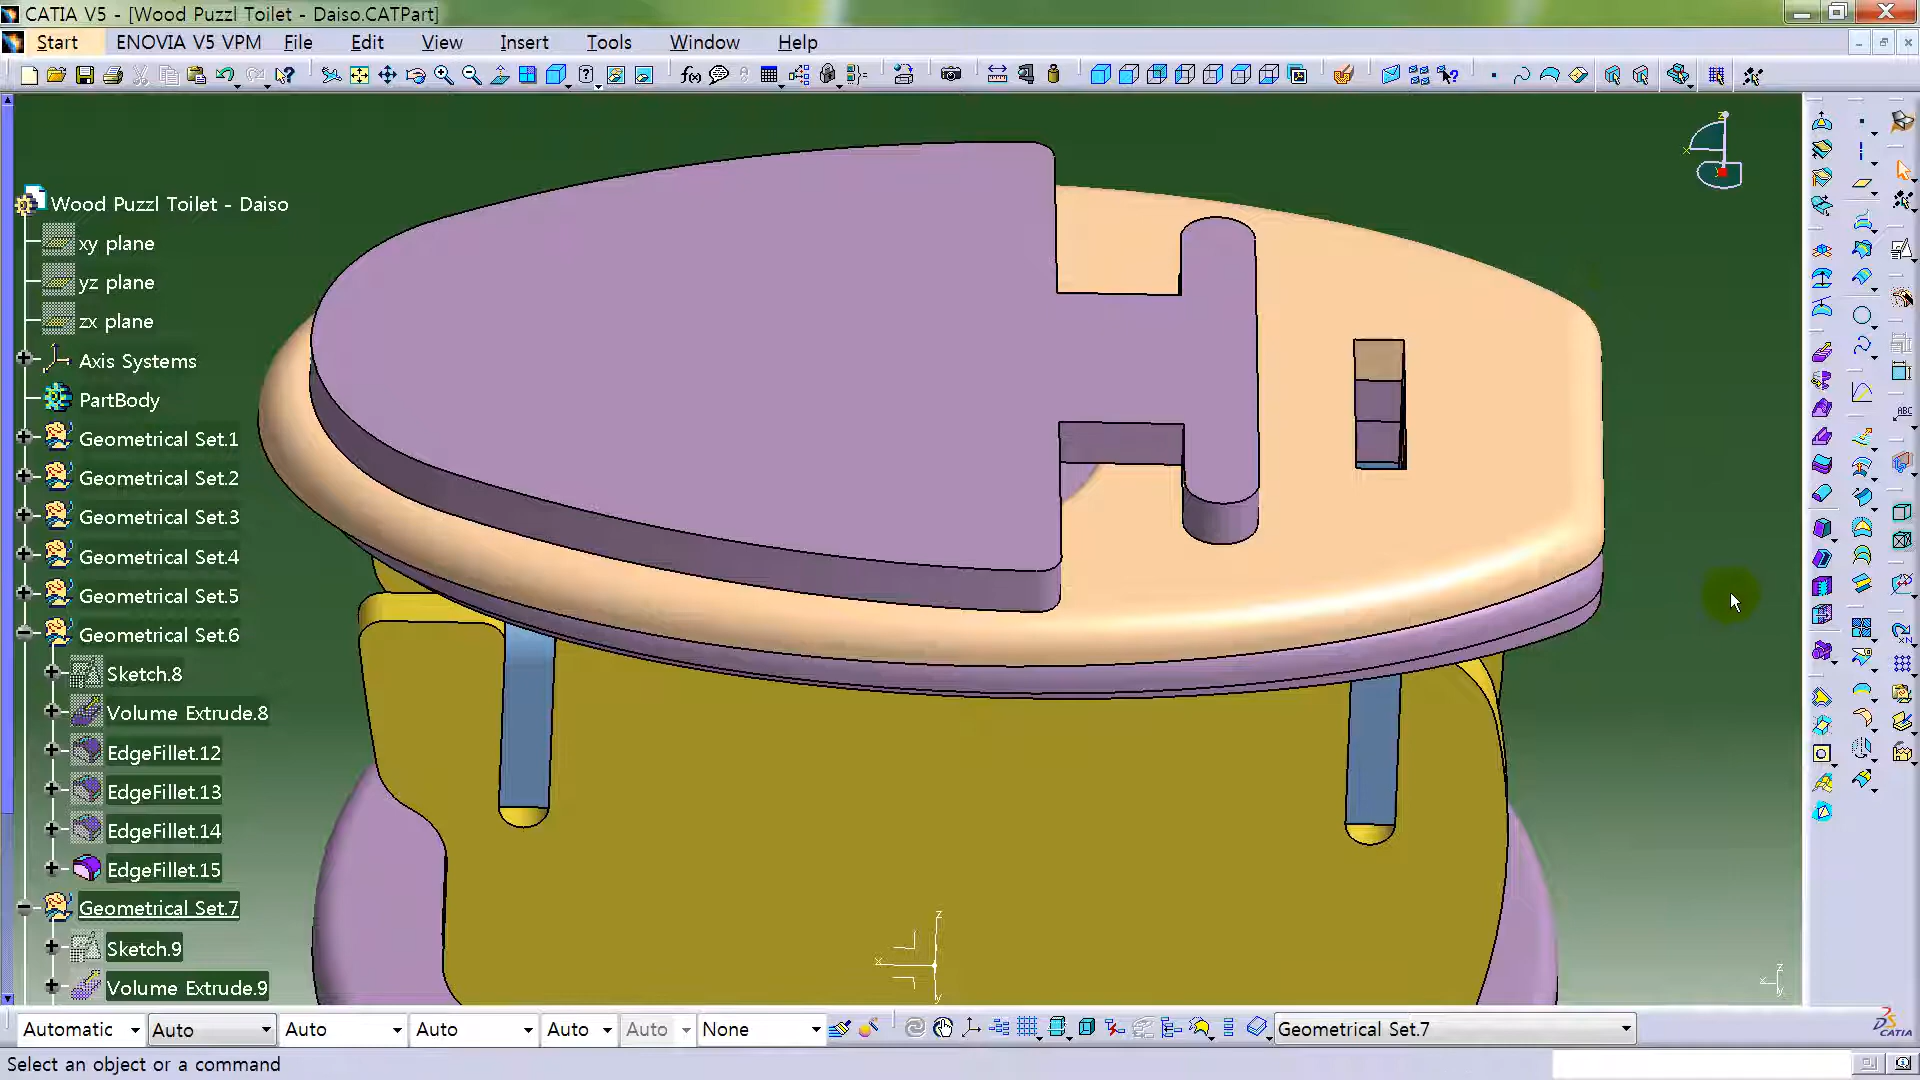 CATIA V5 - [Wood Puzzl Toilet - Daiso.CATPart]
Start ENOVIA V5 VPM File Edit View Insert Tools Window Help
Wood Puzzl Toilet - Daiso
xy plane
yz plane
zx plane
Axis Systems
PartBody
Geometrical Set.1
Geometrical Set.2
Geometrical Set.3
Geometrical Set.4
Geometrical Set.5
Geometrical Set.6
Sketch.8
Volume Extrude.8
EdgeFillet.12
EdgeFillet.13
EdgeFillet.14
EdgeFillet.15
Geometrical Set.7
Sketch.9
Volume Extrude.9
z
x
z
x
y
z
x
y
ABC
Automatic Auto Auto Auto Auto Auto None Geometrical Set.7
CATIA
Select an object or a command